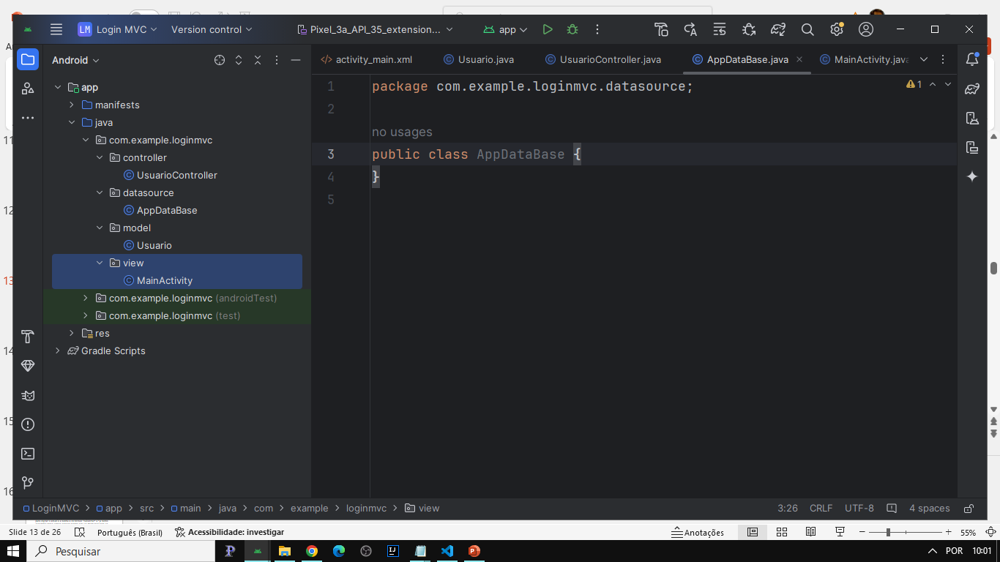 LM Login MVC Version control Pixel_3a_API_35_extension... app
Android
activity_main.xml Usuario.java UsuarioController.java AppDataBase.java MainActivity.java
app
manifests
java
com.example.loginmvc
controller
UsuarioController
datasource
AppDataBase
model
Usuario
view
MainActivity
com.example.loginmvc (androidTest)
com.example.loginmvc (test)
res
Gradle Scripts
1 package com.example.loginmvc.datasource;
1
2
no usages
3 public class AppDataBase {
4 }
5
11
12
13
14
15
16
LoginMVC > app > src > main > java > com > example > loginmvc > view
3:26 CRLF UTF-8 4 spaces
Slide 13 de 26 Português (Brasil) Acessibilidade: investigar Anotações 55%
Pesquisar
POR 10:01